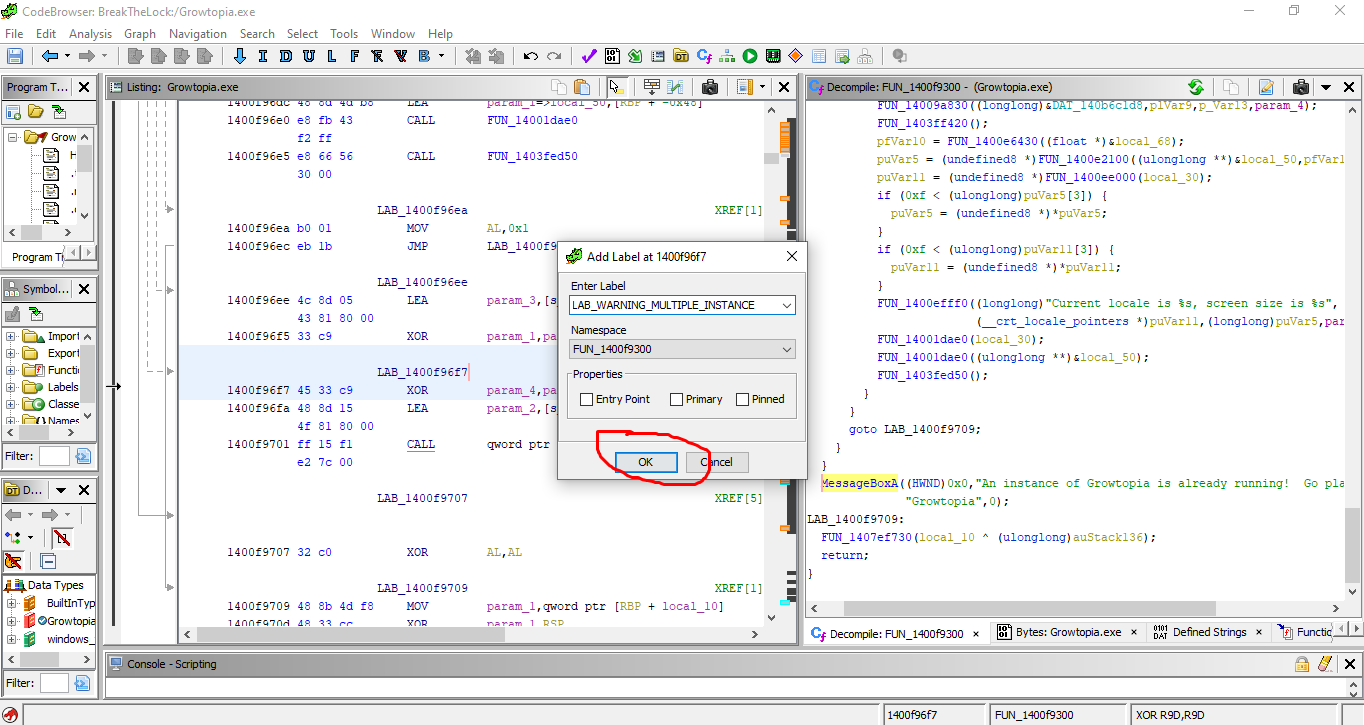 CodeBrowser: BreakTheLock:/Growtopia.exe
File Edit Analysis Graph Navigation Search Select Tools Window Help
I D U L F R V B
Program T...
Grow
Program Tr
Symbol...
Import
Export
Functi
Labels
Classe
Names
Filter:
D...
Data Types
BuiltInTyp
Growtopia
windows_
Filter:
Listing: Growtopia.exe
1400f96dc 48 8d 4d b8 LEA param_1=>local_50,[RBP + -0x48]
1400f96e0 e8 fb 43 CALL FUN_14001dae0
f2 ff
1400f96e5 e8 66 56 CALL FUN_1403fed50
30 00
LAB_1400f96ea XREF[1]
1400f96ea b0 01 MOV AL,0x1
1400f96ec eb 1b JMP LAB_1400f9
LAB_1400f96ee
1400f96ee 4c 8d 05 LEA param_3,[s
43 81 80 00
1400f96f5 33 c9 XOR param_1,pa
LAB_1400f96f7
1400f96f7 45 33 c9 XOR param_4,pa
1400f96fa 48 8d 15 LEA param_2,[s
4f 81 80 00
1400f9701 ff 15 f1 CALL qword ptr
e2 7c 00
LAB_1400f9707 XREF[5]
1400f9707 32 c0 XOR AL,AL
LAB_1400f9709 XREF[1]
1400f9709 48 8b 4d f8 MOV param_1,qword ptr [RBP + local_10]
1400f970d 48 33 cc XOR param_1,RSP
Add Label at 1400f96f7
Enter Label
LAB_WARNING_MULTIPLE_INSTANCE
Namespace
FUN_1400f9300
Properties
Entry Point Primary Pinned
OK Cancel
Decompile: FUN_1400f9300 - (Growtopia.exe)
FUN_14009a830((longlong)&DAT_140b6c1d8,plVar9,p_Var13,param_4);
FUN_1403ff420();
pfVar10 = FUN_1400e6430((float *)&local_68);
puVar5 = (undefined8 *)FUN_1400e2100((ulonglong **)&local_50,pfVar1
puVar11 = (undefined8 *)FUN_1400ee000(local_30);
if (0xf < (ulonglong)puVar5[3]) {
puVar5 = (undefined8 *)*puVar5;
}
if (0xf < (ulonglong)puVar11[3]) {
puVar11 = (undefined8 *)*puVar11;
}
FUN_1400efff0((longlong)"Current locale is %s, screen size is %s",
(__crt_locale_pointers *)puVar11,(longlong)puVar5,par
FUN_14001dae0(local_30);
FUN_14001dae0((ulonglong **)&local_50);
FUN_1403fed50();
}
}
goto LAB_1400f9709;
}
}
MessageBoxA((HWND)0x0,"An instance of Growtopia is already running!  Go pla
"Growtopia",0);
LAB_1400f9709:
FUN_1407ef730(local_10 ^ (ulonglong)auStack136);
return;
}
Decompile: FUN_1400f9300 × Bytes: Growtopia.exe × Defined Strings × Functio
Console - Scripting
1400f96f7 FUN_1400f9300 XOR R9D,R9D